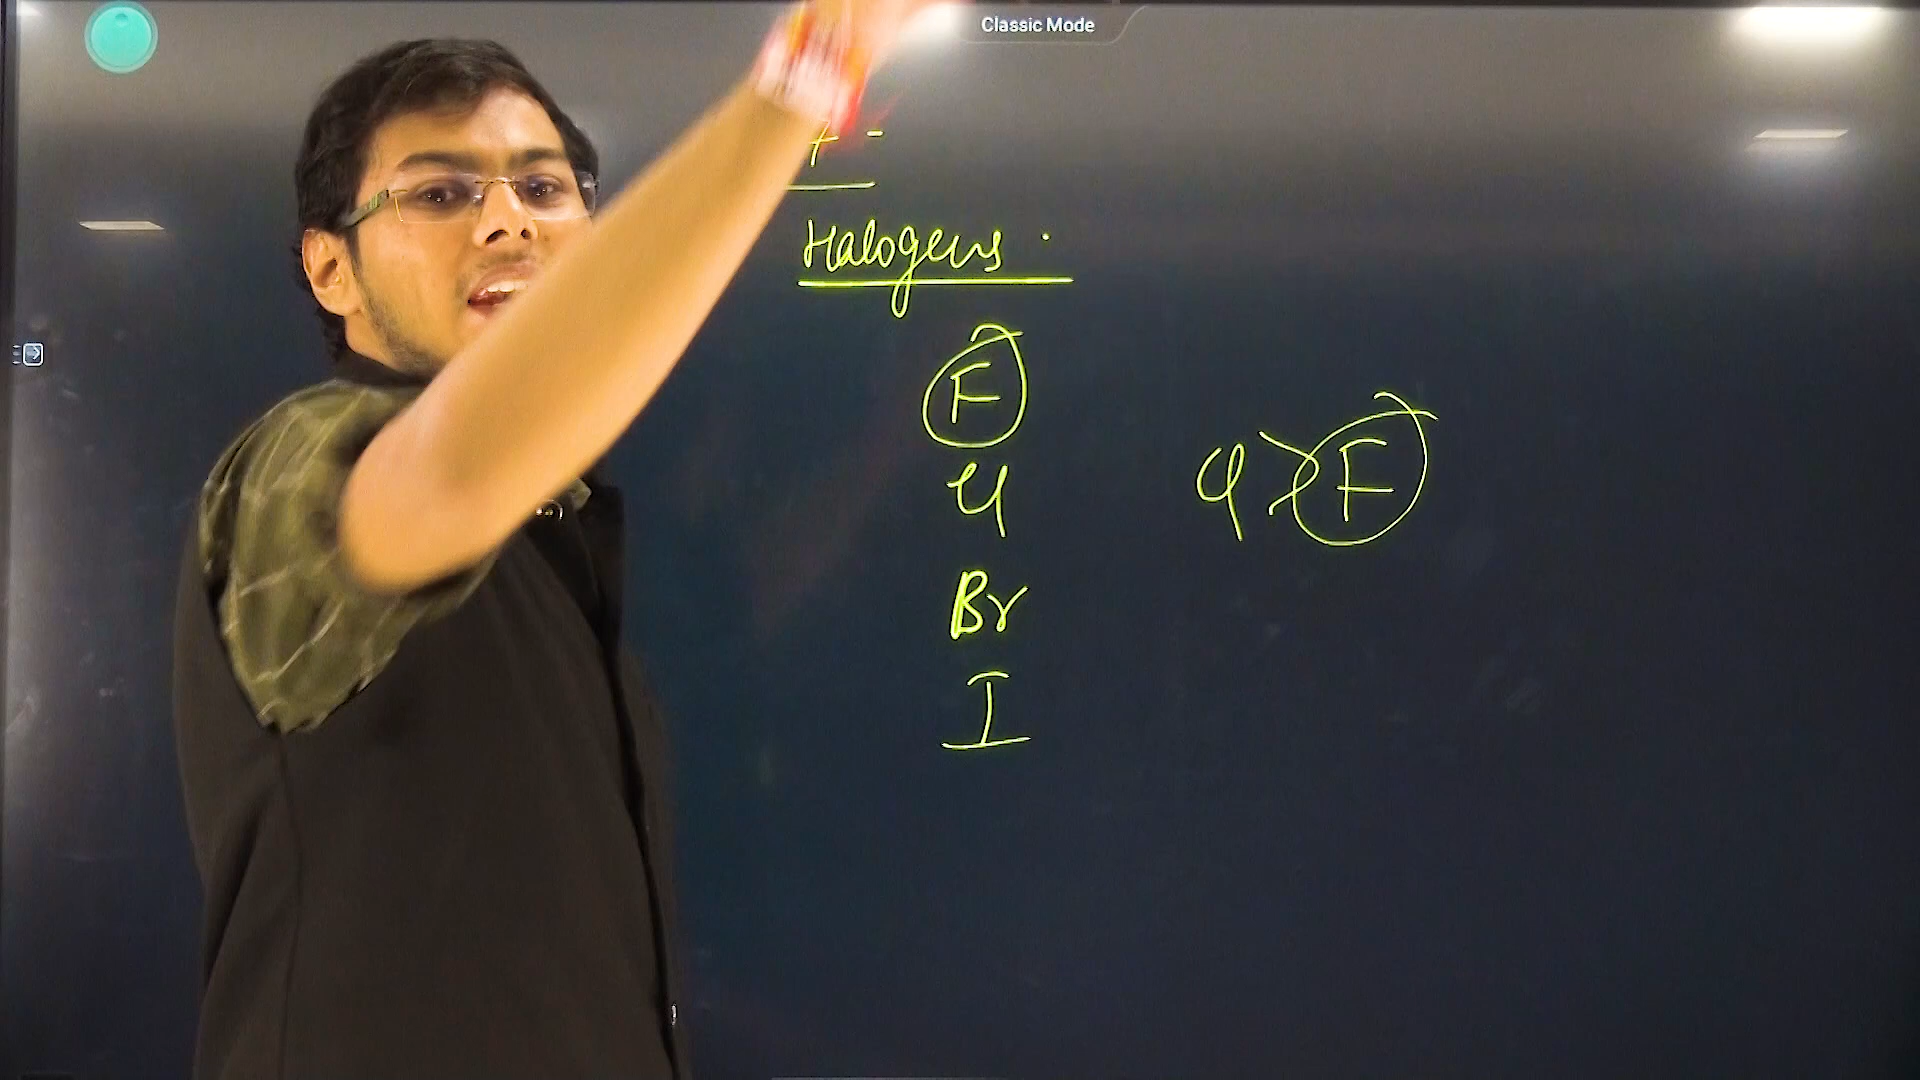 Classic Mode
+ -
Halogens
F
Cl
Cl > F
Br
I